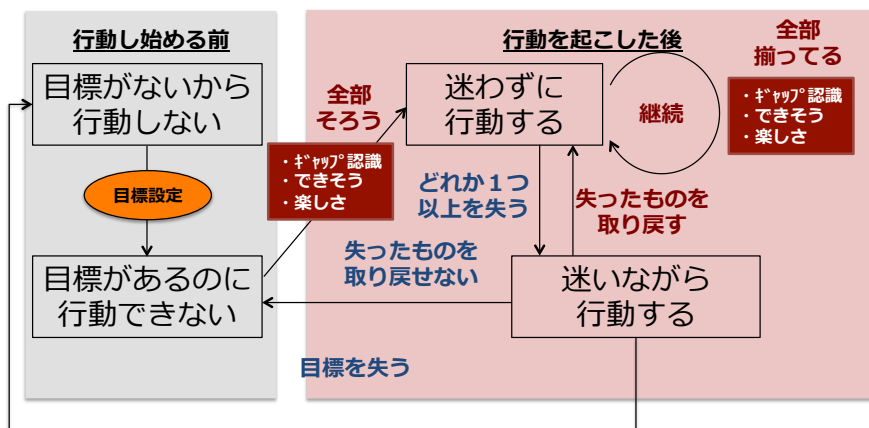 行動し始める前
目標がないから
行動しない
目標設定
目標があるのに
行動できない
全部
そろう
・ｷﾞｬｯﾌﾟ認識
・できそう
・楽しさ
行動を起こした後
迷わずに
行動する
継続
全部
揃ってる
・ｷﾞｬｯﾌﾟ認識
・できそう
・楽しさ
どれか１つ
以上を失う
失ったものを
取り戻す
失ったものを
取り戻せない
迷いながら
行動する
目標を失う